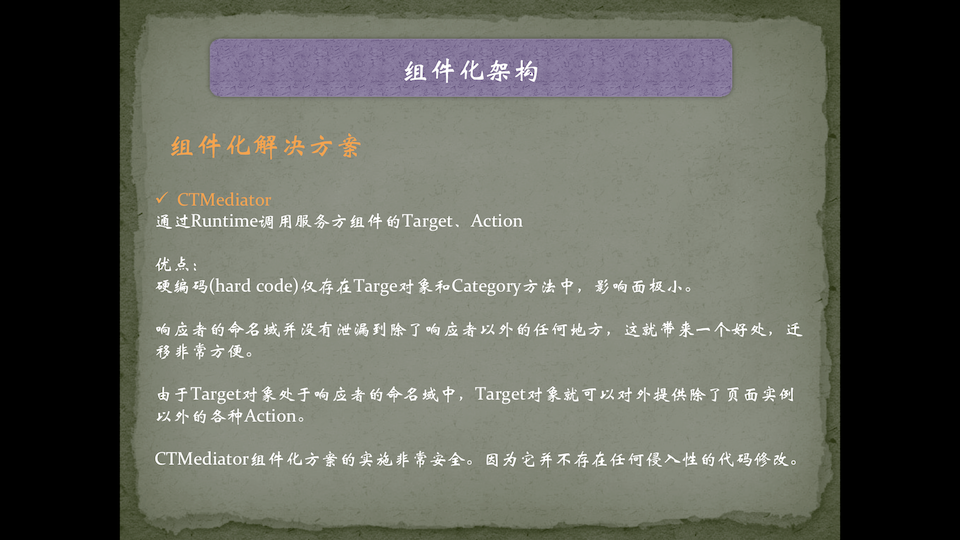 组件化架构
组件化解决方案
✓ CTMediator
通过Runtime调用服务方组件的Target、Action
优点：
硬编码(hard code)仅存在Targe对象和Category方法中，影响面极小。
响应者的命名域并没有泄漏到除了响应者以外的任何地方，这就带来一个好处，迁
移非常方便。
由于Target对象处于响应者的命名域中，Target对象就可以对外提供除了页面实例
以外的各种Action。
CTMediator组件化方案的实施非常安全。因为它并不存在任何侵入性的代码修改。